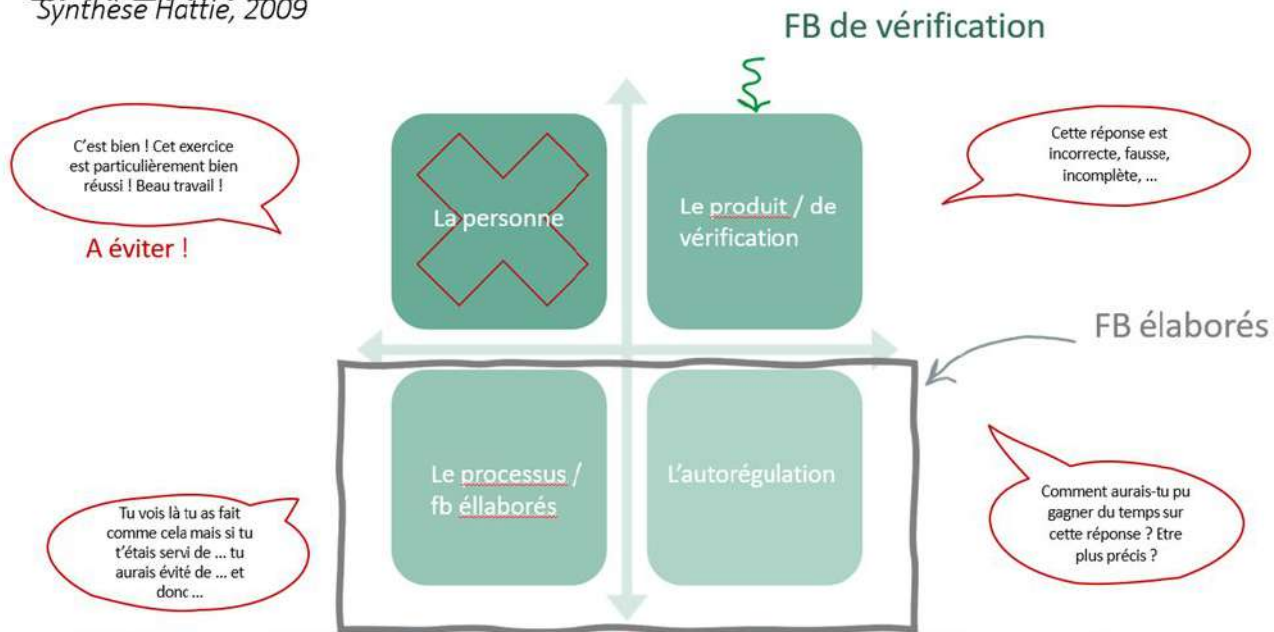 Synthèse Hattie, 2009
FB de vérification
C'est bien ! Cet exercice
est particulièrement bien
réussi ! Beau travail !
A éviter !
La personne
Le produit / de
vérification
Cette réponse est
incorrecte, fausse,
incomplète, ...
FB élaborés
Le processus /
fb éllaborés
L'autorégulation
Tu vois là tu as fait
comme cela mais si tu
t'étais servi de ... tu
aurais évité de ... et
donc ...
Comment aurais-tu pu
gagner du temps sur
cette réponse ? Etre
plus précis ?